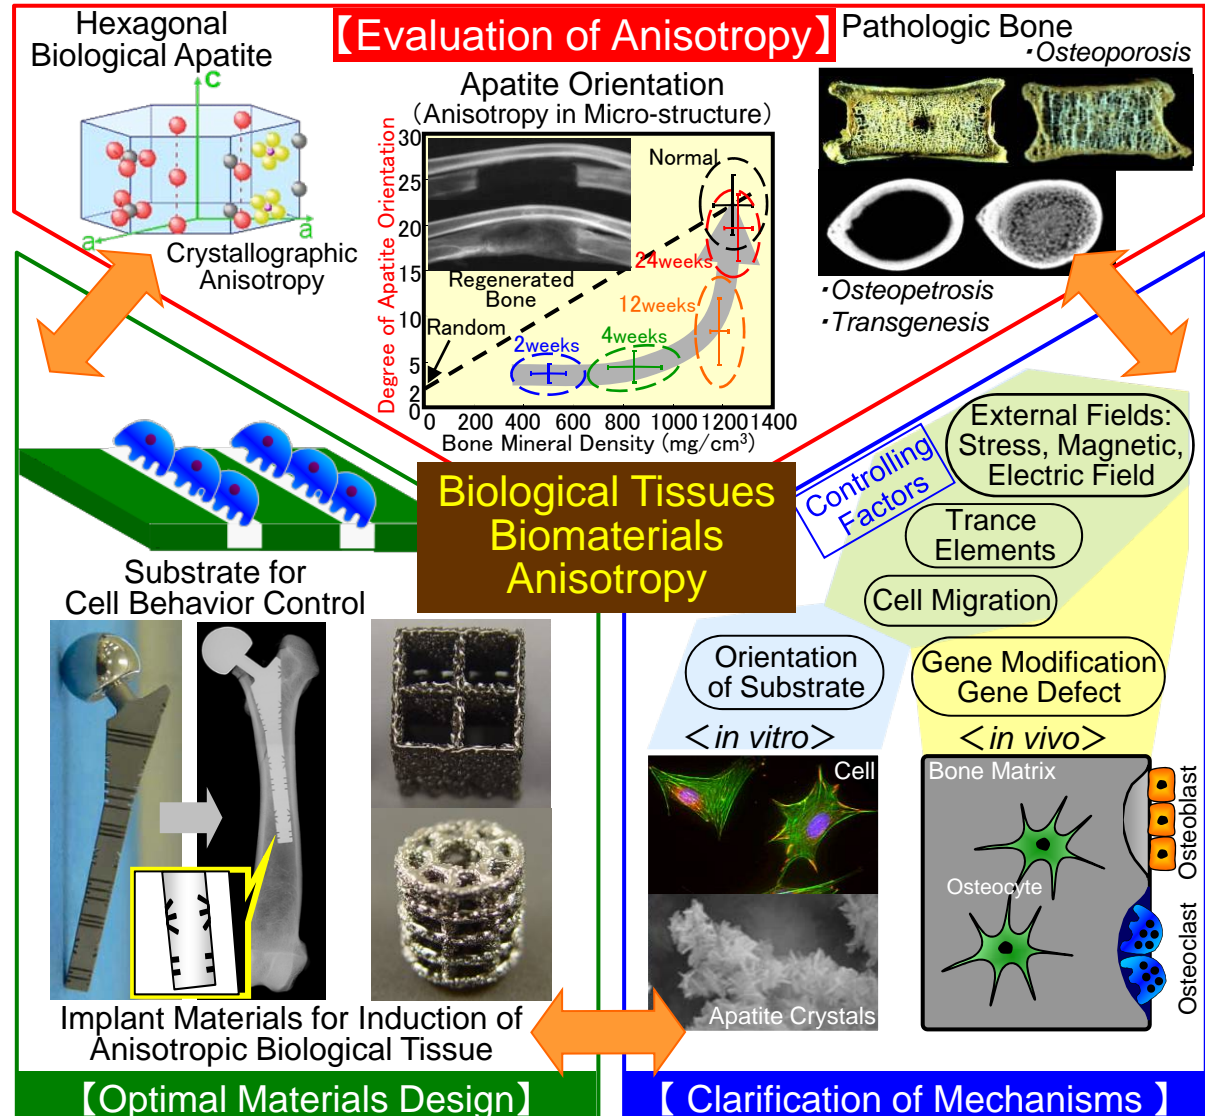 【Evaluation of Anisotropy】
Hexagonal
Biological Apatite
c
a
a
Crystallographic
Anisotropy
Apatite Orientation
(Anisotropy in Micro-structure)
Degree of Apatite Orientation
30
25
20
15
10
5
2
0
Normal
24weeks
Regenerated
Bone
12weeks
Random
4weeks
2weeks
0 200 400 600 800 1000 1200 1400
Bone Mineral Density (mg/cm³)
Pathologic Bone
・Osteoporosis
・Osteopetrosis
・Transgenesis
Biological Tissues
Biomaterials
Anisotropy
Controlling
Factors
External Fields:
Stress, Magnetic,
Electric Field
Trance
Elements
Cell Migration
Orientation
of Substrate
Gene Modification
Gene Defect
＜in vitro＞
＜in vivo＞
Cell
Apatite Crystals
Bone Matrix
Osteocyte
Osteoblast
Osteoclast
【 Clarification of Mechanisms 】
Substrate for
Cell Behavior Control
Implant Materials for Induction of
Anisotropic Biological Tissue
【Optimal Materials Design】